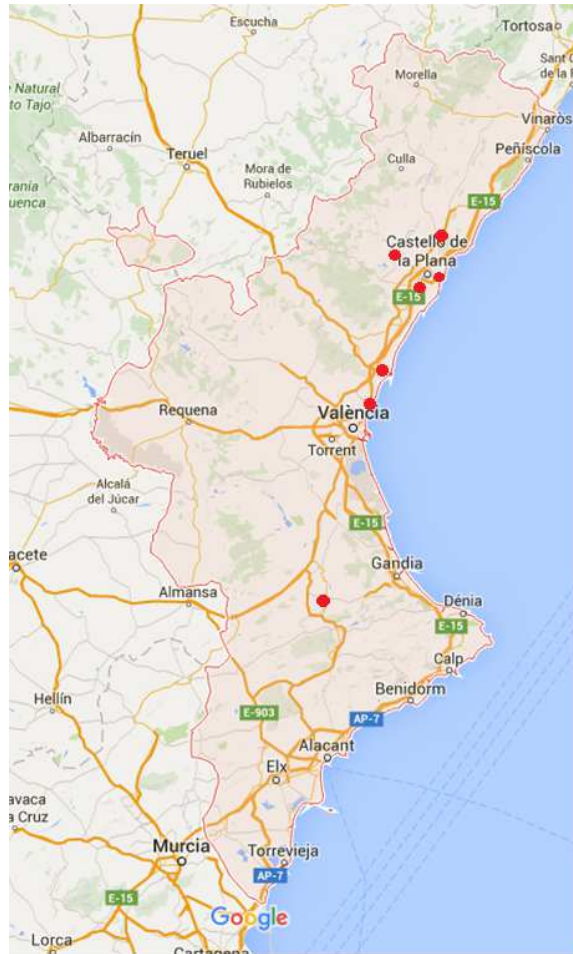 Escucha
Tortosa
Sant C
de la R
Morella
e Natural
to Tajo
Vinaròs
Albarracín
Teruel
Peñíscola
Culla
Mora de
Rubielos
ranía
uenca
E-15
Castelló de
la Plana
E-15
Requena
València
Torrent
Alcalá
del Júcar
E-15
acete
Gandia
Almansa
Dénia
E-15
Calp
Benidorm
Hellín
E-903
AP-7
Alacant
Elx
avaca
a Cruz
Murcia
Torrevieja
AP-7
E-15
Google
Lorca
Cartagena